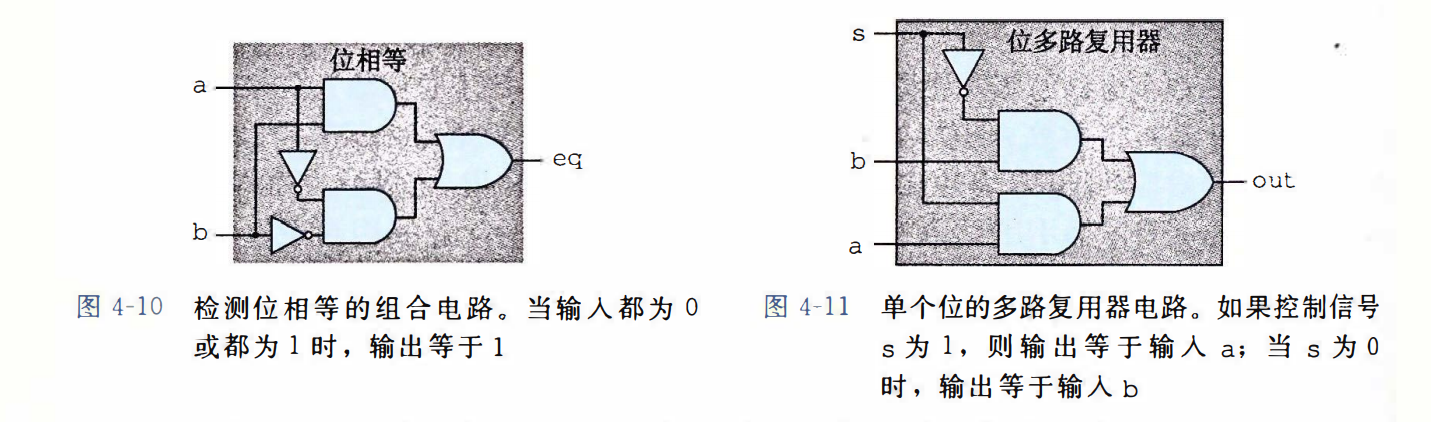 位相等
a
b
eq
图 4-10 检测位相等的组合电路。当输入都为 0
或都为 1 时，输出等于 1
位多路复用器
s
b
a
out
图 4-11 单个位的多路复用器电路。如果控制信号
s 为 1，则输出等于输入 a；当 s 为 0
时，输出等于输入 b